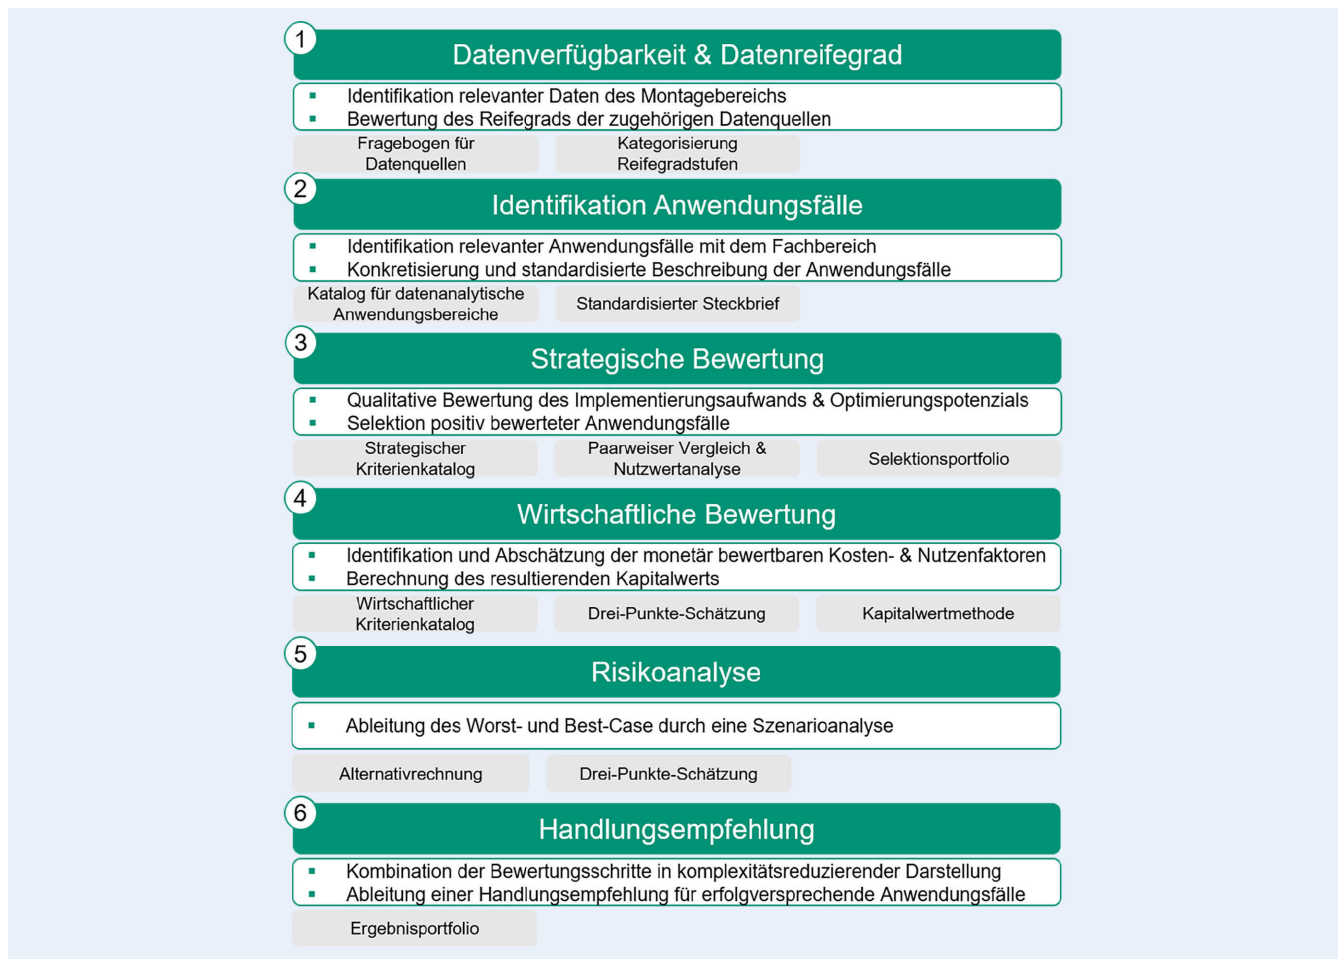 1
Datenverfügbarkeit & Datenreifegrad
▪ Identifikation relevanter Daten des Montagebereichs
▪ Bewertung des Reifegrads der zugehörigen Datenquellen
Fragebogen für
Datenquellen
Kategorisierung
Reifegradstufen
2
Identifikation Anwendungsfälle
▪ Identifikation relevanter Anwendungsfälle mit dem Fachbereich
▪ Konkretisierung und standardisierte Beschreibung der Anwendungsfälle
Katalog für datenanalytische
Anwendungsbereiche
Standardisierter Steckbrief
3
Strategische Bewertung
▪ Qualitative Bewertung des Implementierungsaufwands & Optimierungspotenzials
▪ Selektion positiv bewerteter Anwendungsfälle
Strategischer
Kriterienkatalog
Paarweiser Vergleich &
Nutzwertanalyse
Selektionsportfolio
4
Wirtschaftliche Bewertung
▪ Identifikation und Abschätzung der monetär bewertbaren Kosten- & Nutzenfaktoren
▪ Berechnung des resultierenden Kapitalwerts
Wirtschaftlicher
Kriterienkatalog
Drei-Punkte-Schätzung
Kapitalwertmethode
5
Risikoanalyse
▪ Ableitung des Worst- und Best-Case durch eine Szenarioanalyse
Alternativrechnung
Drei-Punkte-Schätzung
6
Handlungsempfehlung
▪ Kombination der Bewertungsschritte in komplexitätsreduzierender Darstellung
▪ Ableitung einer Handlungsempfehlung für erfolgversprechende Anwendungsfälle
Ergebnisportfolio